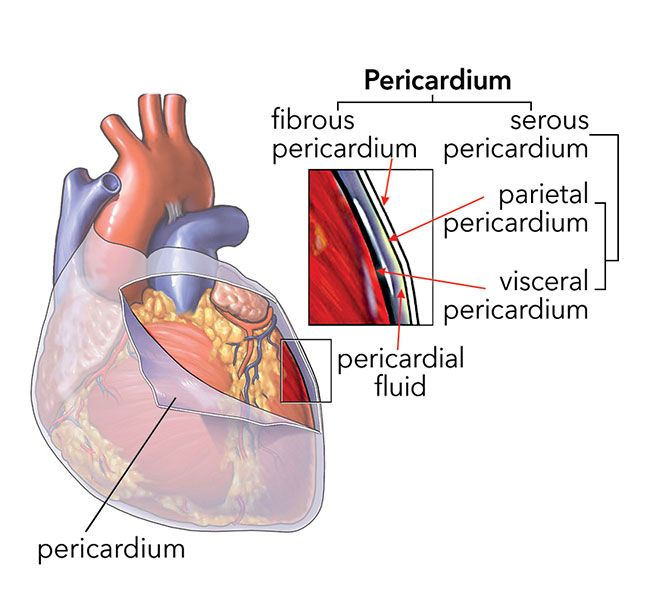 Pericardium
fibrous
pericardium
serous
pericardium
parietal
pericardium
visceral
pericardium
pericardial
fluid
pericardium